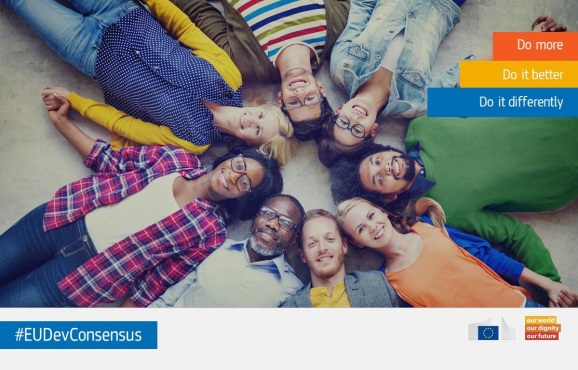 Do more
Do it better
Do it differently
#EUDevConsensus
our world
our dignity
our future